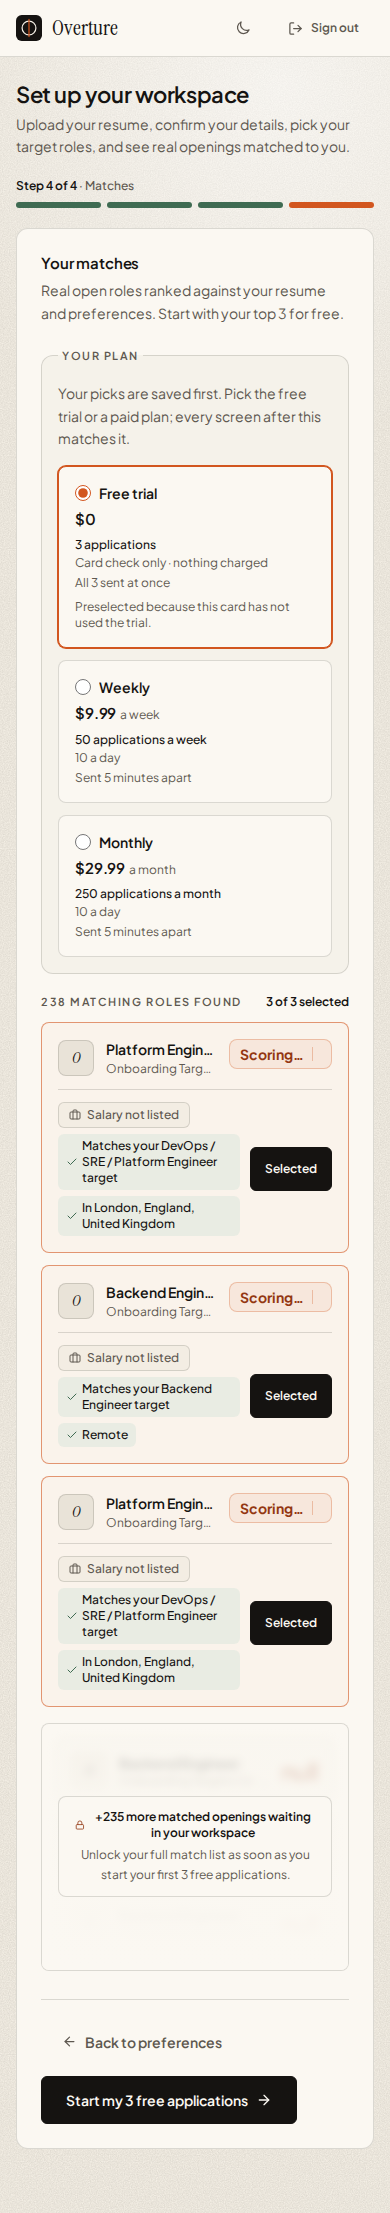 Overture
Sign out
Set up your workspace
Upload your resume, confirm your details, pick your
target roles, and see real openings matched to you.
Step 4 of 4 · Matches
Your matches
Real open roles ranked against your resume
and preferences. Start with your top 3 for free.
YOUR PLAN
Your picks are saved first. Pick the free
trial or a paid plan; every screen after this
matches it.
Free trial
$0
3 applications
Card check only · nothing charged
All 3 sent at once
Preselected because this card has not
used the trial.
Weekly
$9.99 a week
50 applications a week
10 a day
Sent 5 minutes apart
Monthly
$29.99 a month
250 applications a month
10 a day
Sent 5 minutes apart
238 MATCHING ROLES FOUND
3 of 3 selected
O
Platform Engin...
Onboarding Targ...
Scoring...
Salary not listed
Matches your DevOps /
SRE / Platform Engineer
target
In London, England,
United Kingdom
Selected
O
Backend Engin...
Onboarding Targ...
Scoring...
Salary not listed
Matches your Backend
Engineer target
Remote
Selected
O
Platform Engin...
Onboarding Targ...
Scoring...
Salary not listed
Matches your DevOps /
SRE / Platform Engineer
target
In London, England,
United Kingdom
Selected
+235 more matched openings waiting
in your workspace
Unlock your full match list as soon as you
start your first 3 free applications.
Back to preferences
Start my 3 free applications